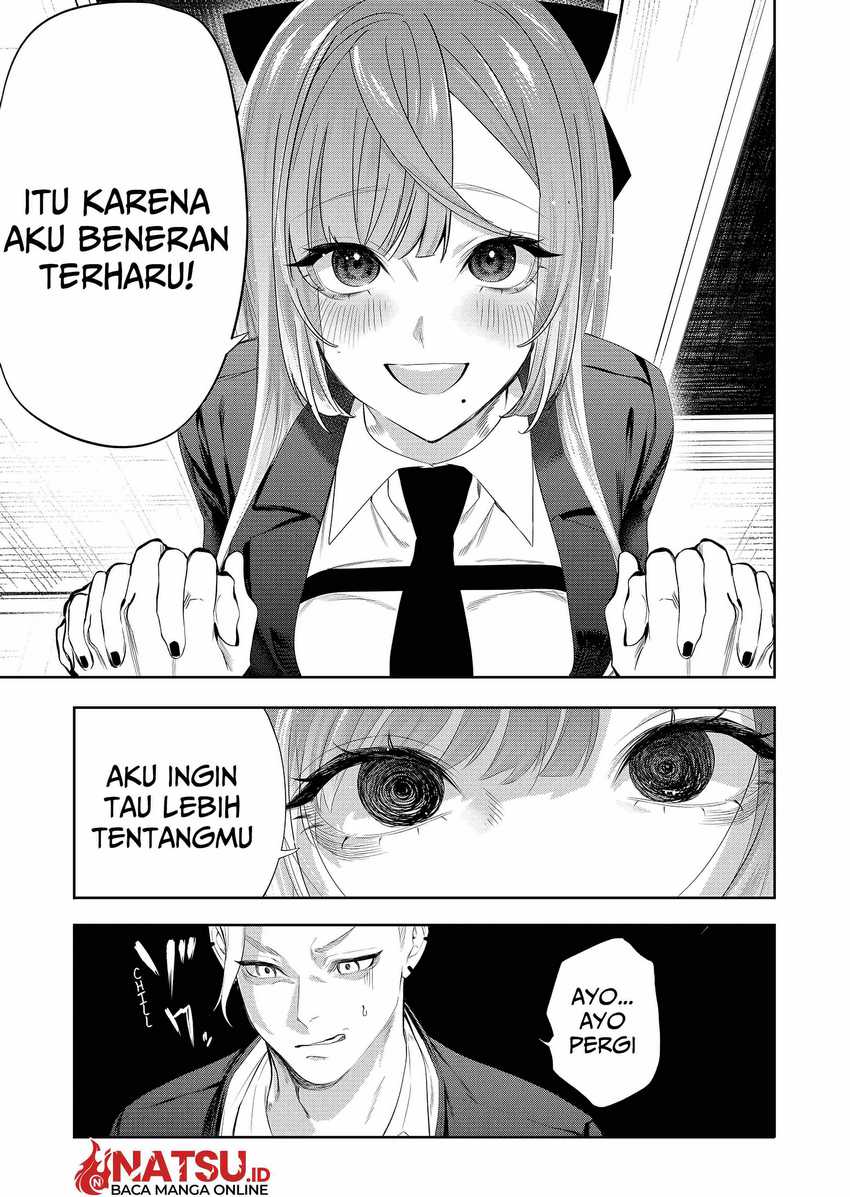 ITU KARENA
AKU BENERAN
TERHARU!
AKU INGIN
TAU LEBIH
TENTANGMU
CHILL
AYO...
AYO
PERGI
NATSU.ID
BACA MANGA ONLINE